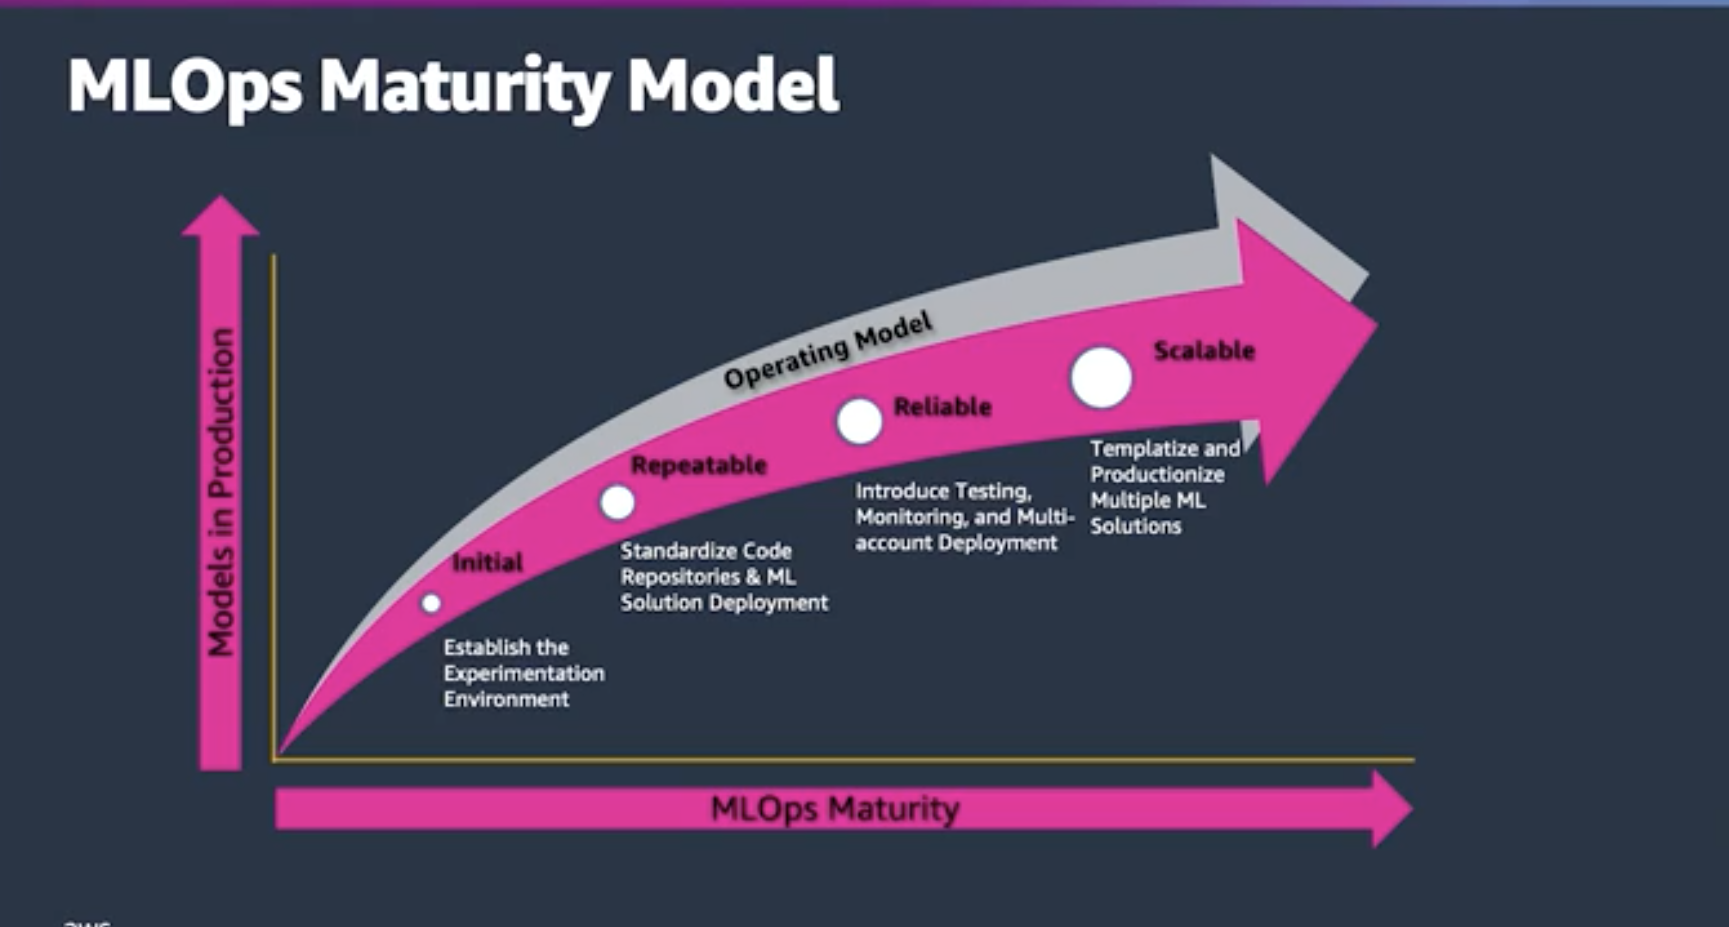 MLOps Maturity Model
Models in Production
Operating Model
Scalable
Reliable
Repeatable
Initial
Templatize and
Productionize
Multiple ML
Solutions
Introduce Testing,
Monitoring, and Multi-
account Deployment
Standardize Code
Repositories & ML
Solution Deployment
Establish the
Experimentation
Environment
MLOps Maturity
aws